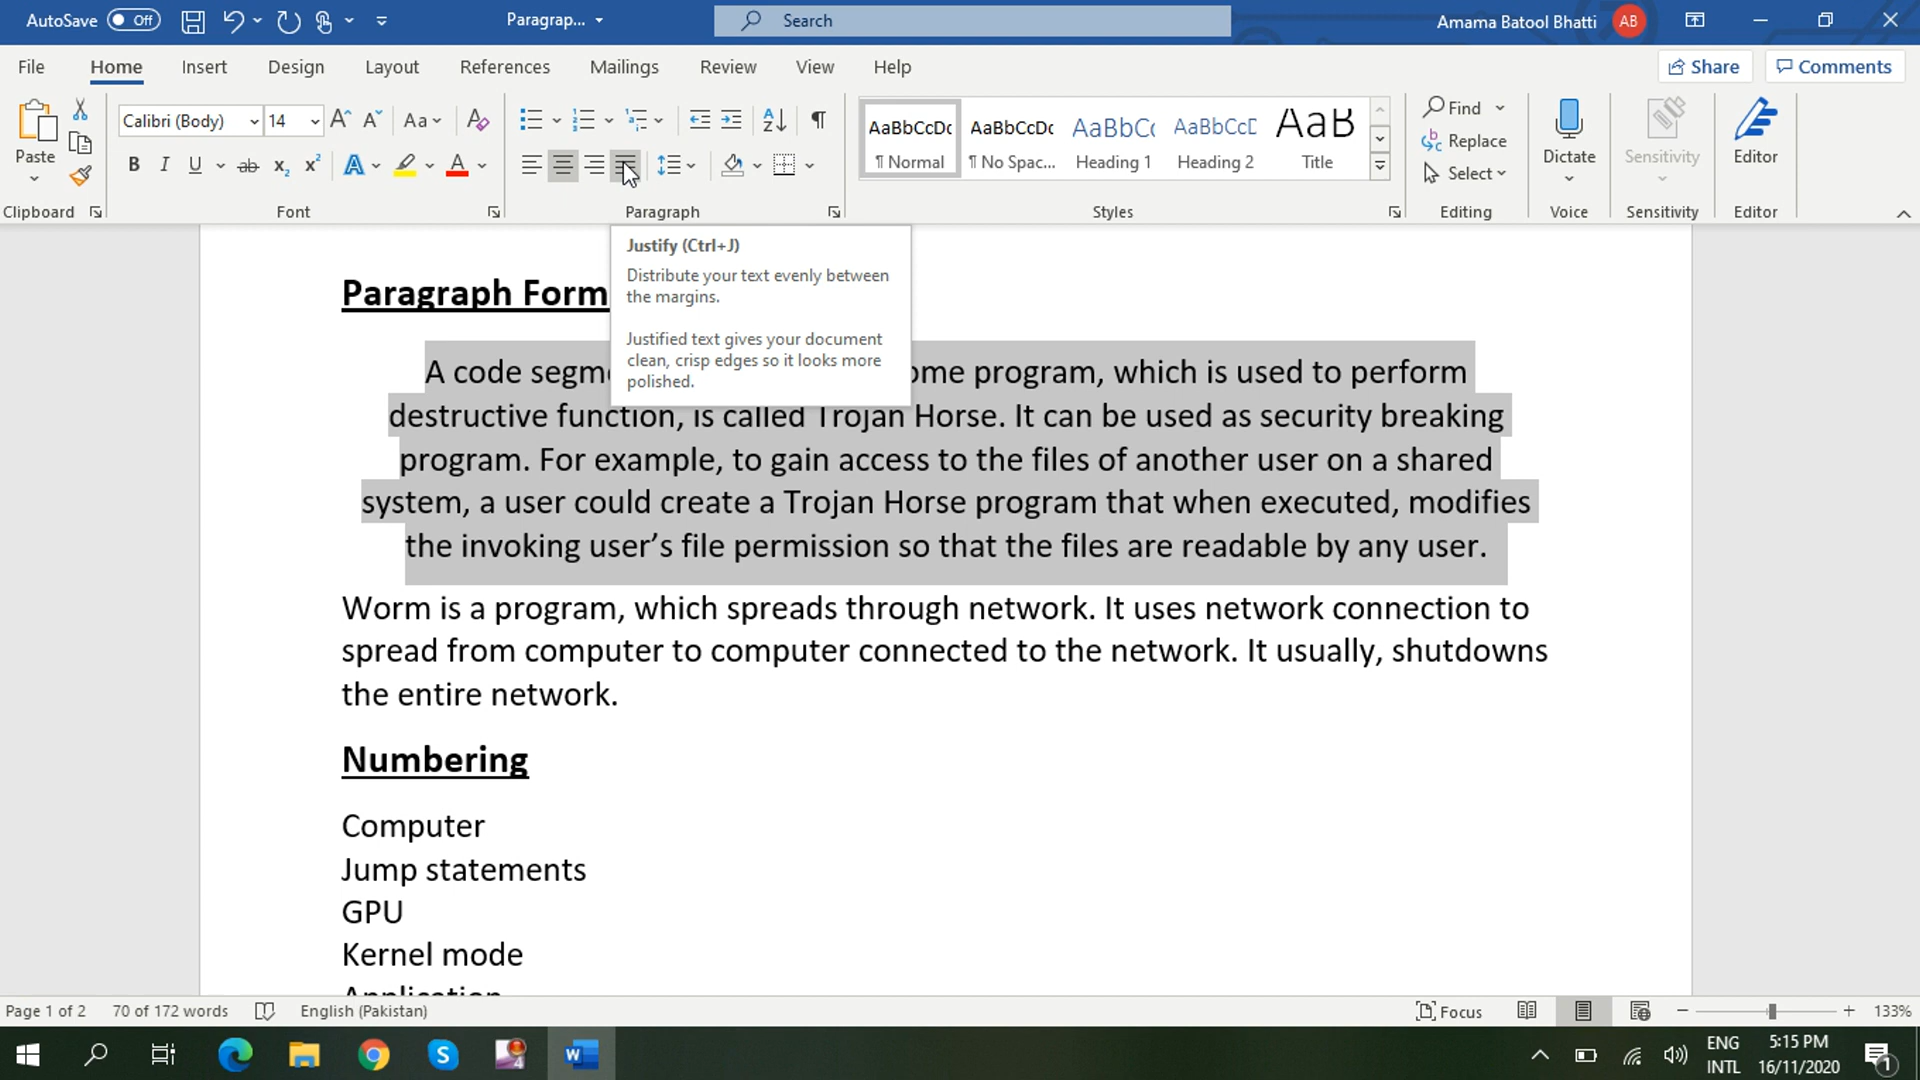 AutoSave Off
Paragrap...
Search
Amama Batool Bhatti AB
File Home Insert Design Layout References Mailings Review View Help
Share Comments
Calibri (Body) 14 Aa
AaBbCcDc AaBbCcDc AaBbCc AaBbCcD AaB
¶ Normal ¶ No Spac... Heading 1 Heading 2 Title
Find
Replace
Select
Paste
Dictate Sensitivity Editor
Clipboard Font Paragraph Styles Editing Voice Sensitivity Editor
Justify (Ctrl+J)
Distribute your text evenly between
the margins.
Justified text gives your document
clean, crisp edges so it looks more
polished.
Paragraph Form
A code segm ome program, which is used to perform
destructive function, is called Trojan Horse. It can be used as security breaking
program. For example, to gain access to the files of another user on a shared
system, a user could create a Trojan Horse program that when executed, modifies
the invoking user’s file permission so that the files are readable by any user.
Worm is a program, which spreads through network. It uses network connection to
spread from computer to computer connected to the network. It usually, shutdowns
the entire network.
Numbering
Computer
Jump statements
GPU
Kernel mode
Application
Page 1 of 2 70 of 172 words English (Pakistan) Focus 133%
ENG 5:15 PM
INTL 16/11/2020 1